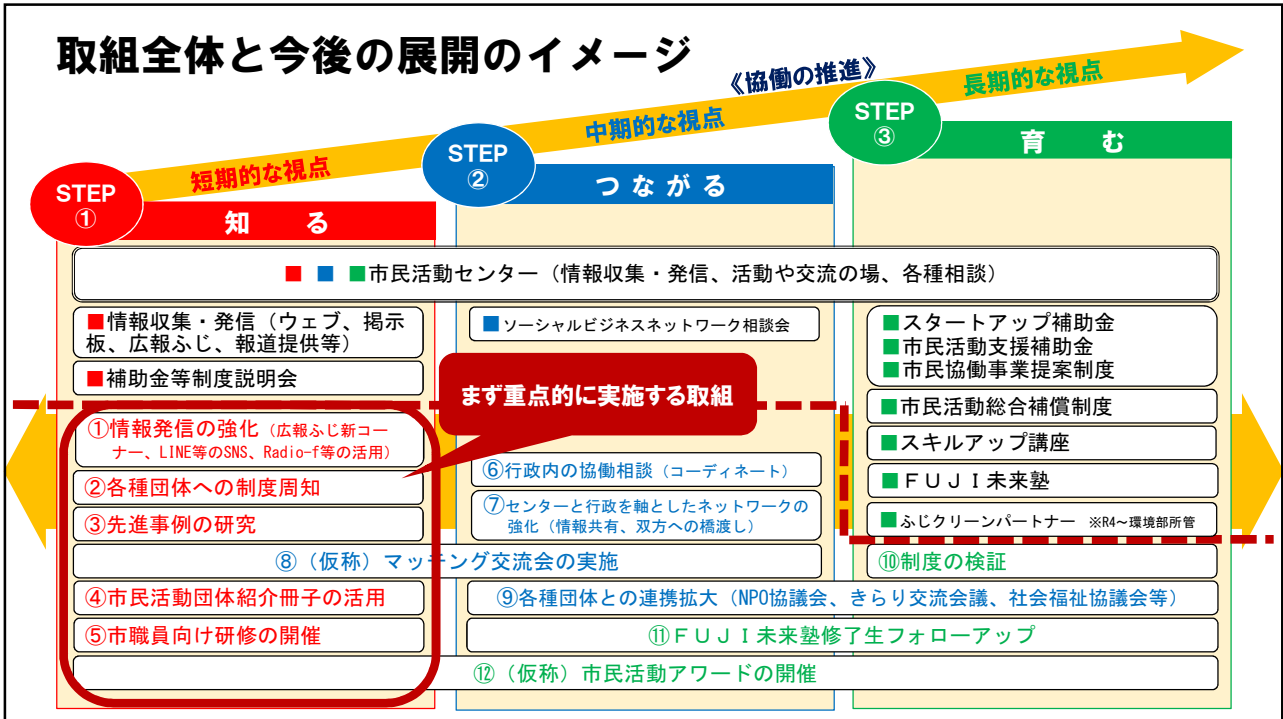 取組全体と今後の展開のイメージ
《協働の推進》
短期的な視点
中期的な視点
長期的な視点
STEP
①
知　る
STEP
②
つながる
STEP
③
育　む
■ ■ ■市民活動センター（情報収集・発信、活動や交流の場、各種相談）
■情報収集・発信（ウェブ、掲示
板、広報ふじ、報道提供等）
■補助金等制度説明会
■ソーシャルビジネスネットワーク相談会
■スタートアップ補助金
■市民活動支援補助金
■市民協働事業提案制度
■市民活動総合補償制度
■スキルアップ講座
■ＦＵＪＩ未来塾
■ふじクリーンパートナー ※R4～環境部所管
まず重点的に実施する取組
①情報発信の強化（広報ふじ新コー
ナー、LINE等のSNS、Radio-f等の活用）
②各種団体への制度周知
③先進事例の研究
⑥行政内の協働相談（コーディネート）
⑦センターと行政を軸としたネットワークの
強化（情報共有、双方への橋渡し）
⑧（仮称）マッチング交流会の実施
⑩制度の検証
④市民活動団体紹介冊子の活用
⑨各種団体との連携拡大（NPO協議会、きらり交流会議、社会福祉協議会等）
⑤市職員向け研修の開催
⑪ＦＵＪＩ未来塾修了生フォローアップ
⑫（仮称）市民活動アワードの開催